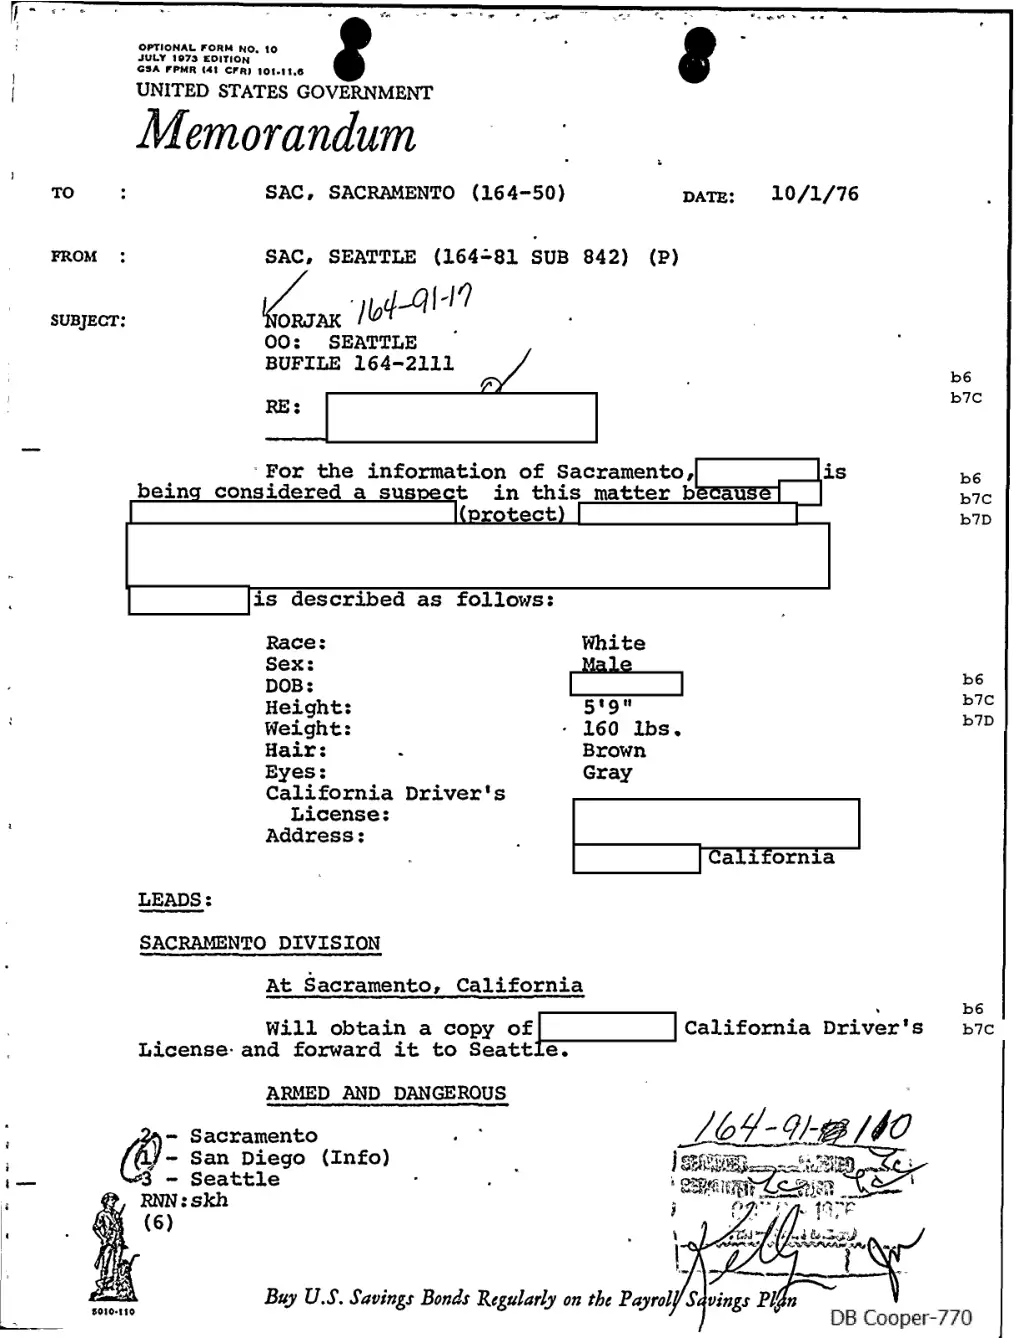 OPTIONAL FORM NO. 10
JULY 1973 EDITION
GSA FPMR (41 CFR) 101-11.6
UNITED STATES GOVERNMENT
Memorandum
TO : SAC, SACRAMENTO (164-50) DATE: 10/1/76
FROM : SAC, SEATTLE (164-81 SUB 842) (P)
164-91-17
SUBJECT: NORJAK
OO: SEATTLE
BUFILE 164-2111
b6
b7C
RE:
For the information of Sacramento, is
b6
being considered a suspect in this matter because
b7C
(protect)
b7D
is described as follows:
Race: White
Sex: Male
DOB:
b6
Height: 5'9"
b7C
Weight: 160 lbs.
b7D
Hair: Brown
Eyes: Gray
California Driver's
License:
Address:
California
LEADS:
SACRAMENTO DIVISION
At Sacramento, California
b6
Will obtain a copy of California Driver's
b7C
License and forward it to Seattle.
ARMED AND DANGEROUS
164-91- 110
2 - Sacramento
1 - San Diego (Info)
3 - Seattle
RNN:skh
(6)
1976
Kelly
5010-110
Buy U.S. Savings Bonds Regularly on the Payroll Savings Plan
DB Cooper-770